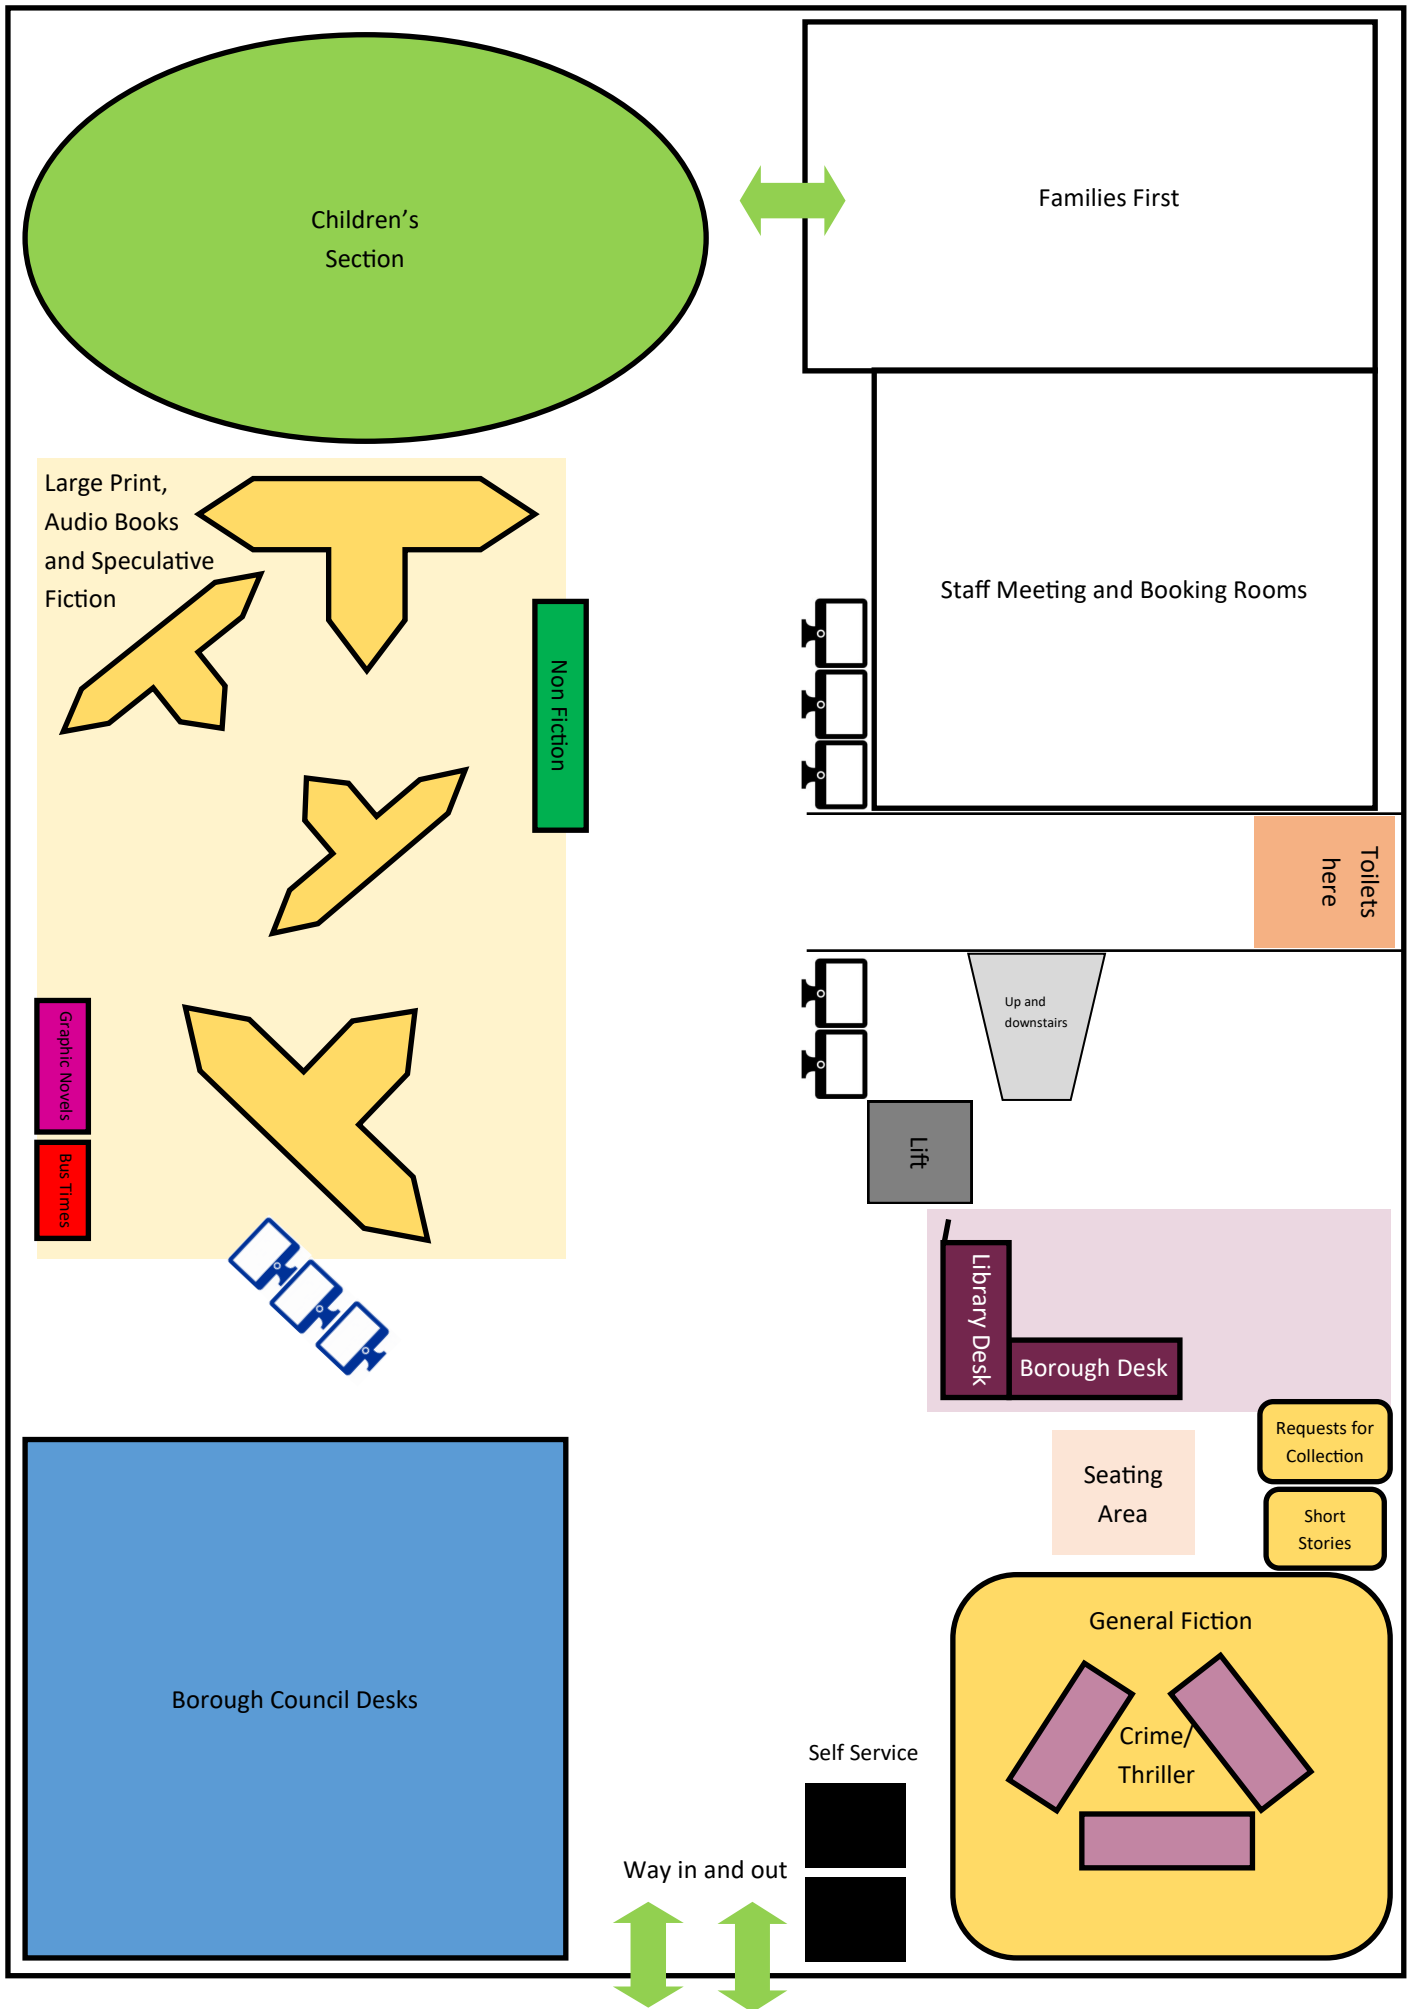 Children’s
Section
Families First
Large Print,
Audio Books
and Speculative
Fiction
Non Fiction
Staff Meeting and Booking Rooms
Toilets
here
Graphic Novels
Bus Times
Up and
downstairs
Lift
Library Desk
Borough Desk
Requests for
Collection
Seating
Area
Short
Stories
General Fiction
Crime/
Thriller
Borough Council Desks
Self Service
Way in and out